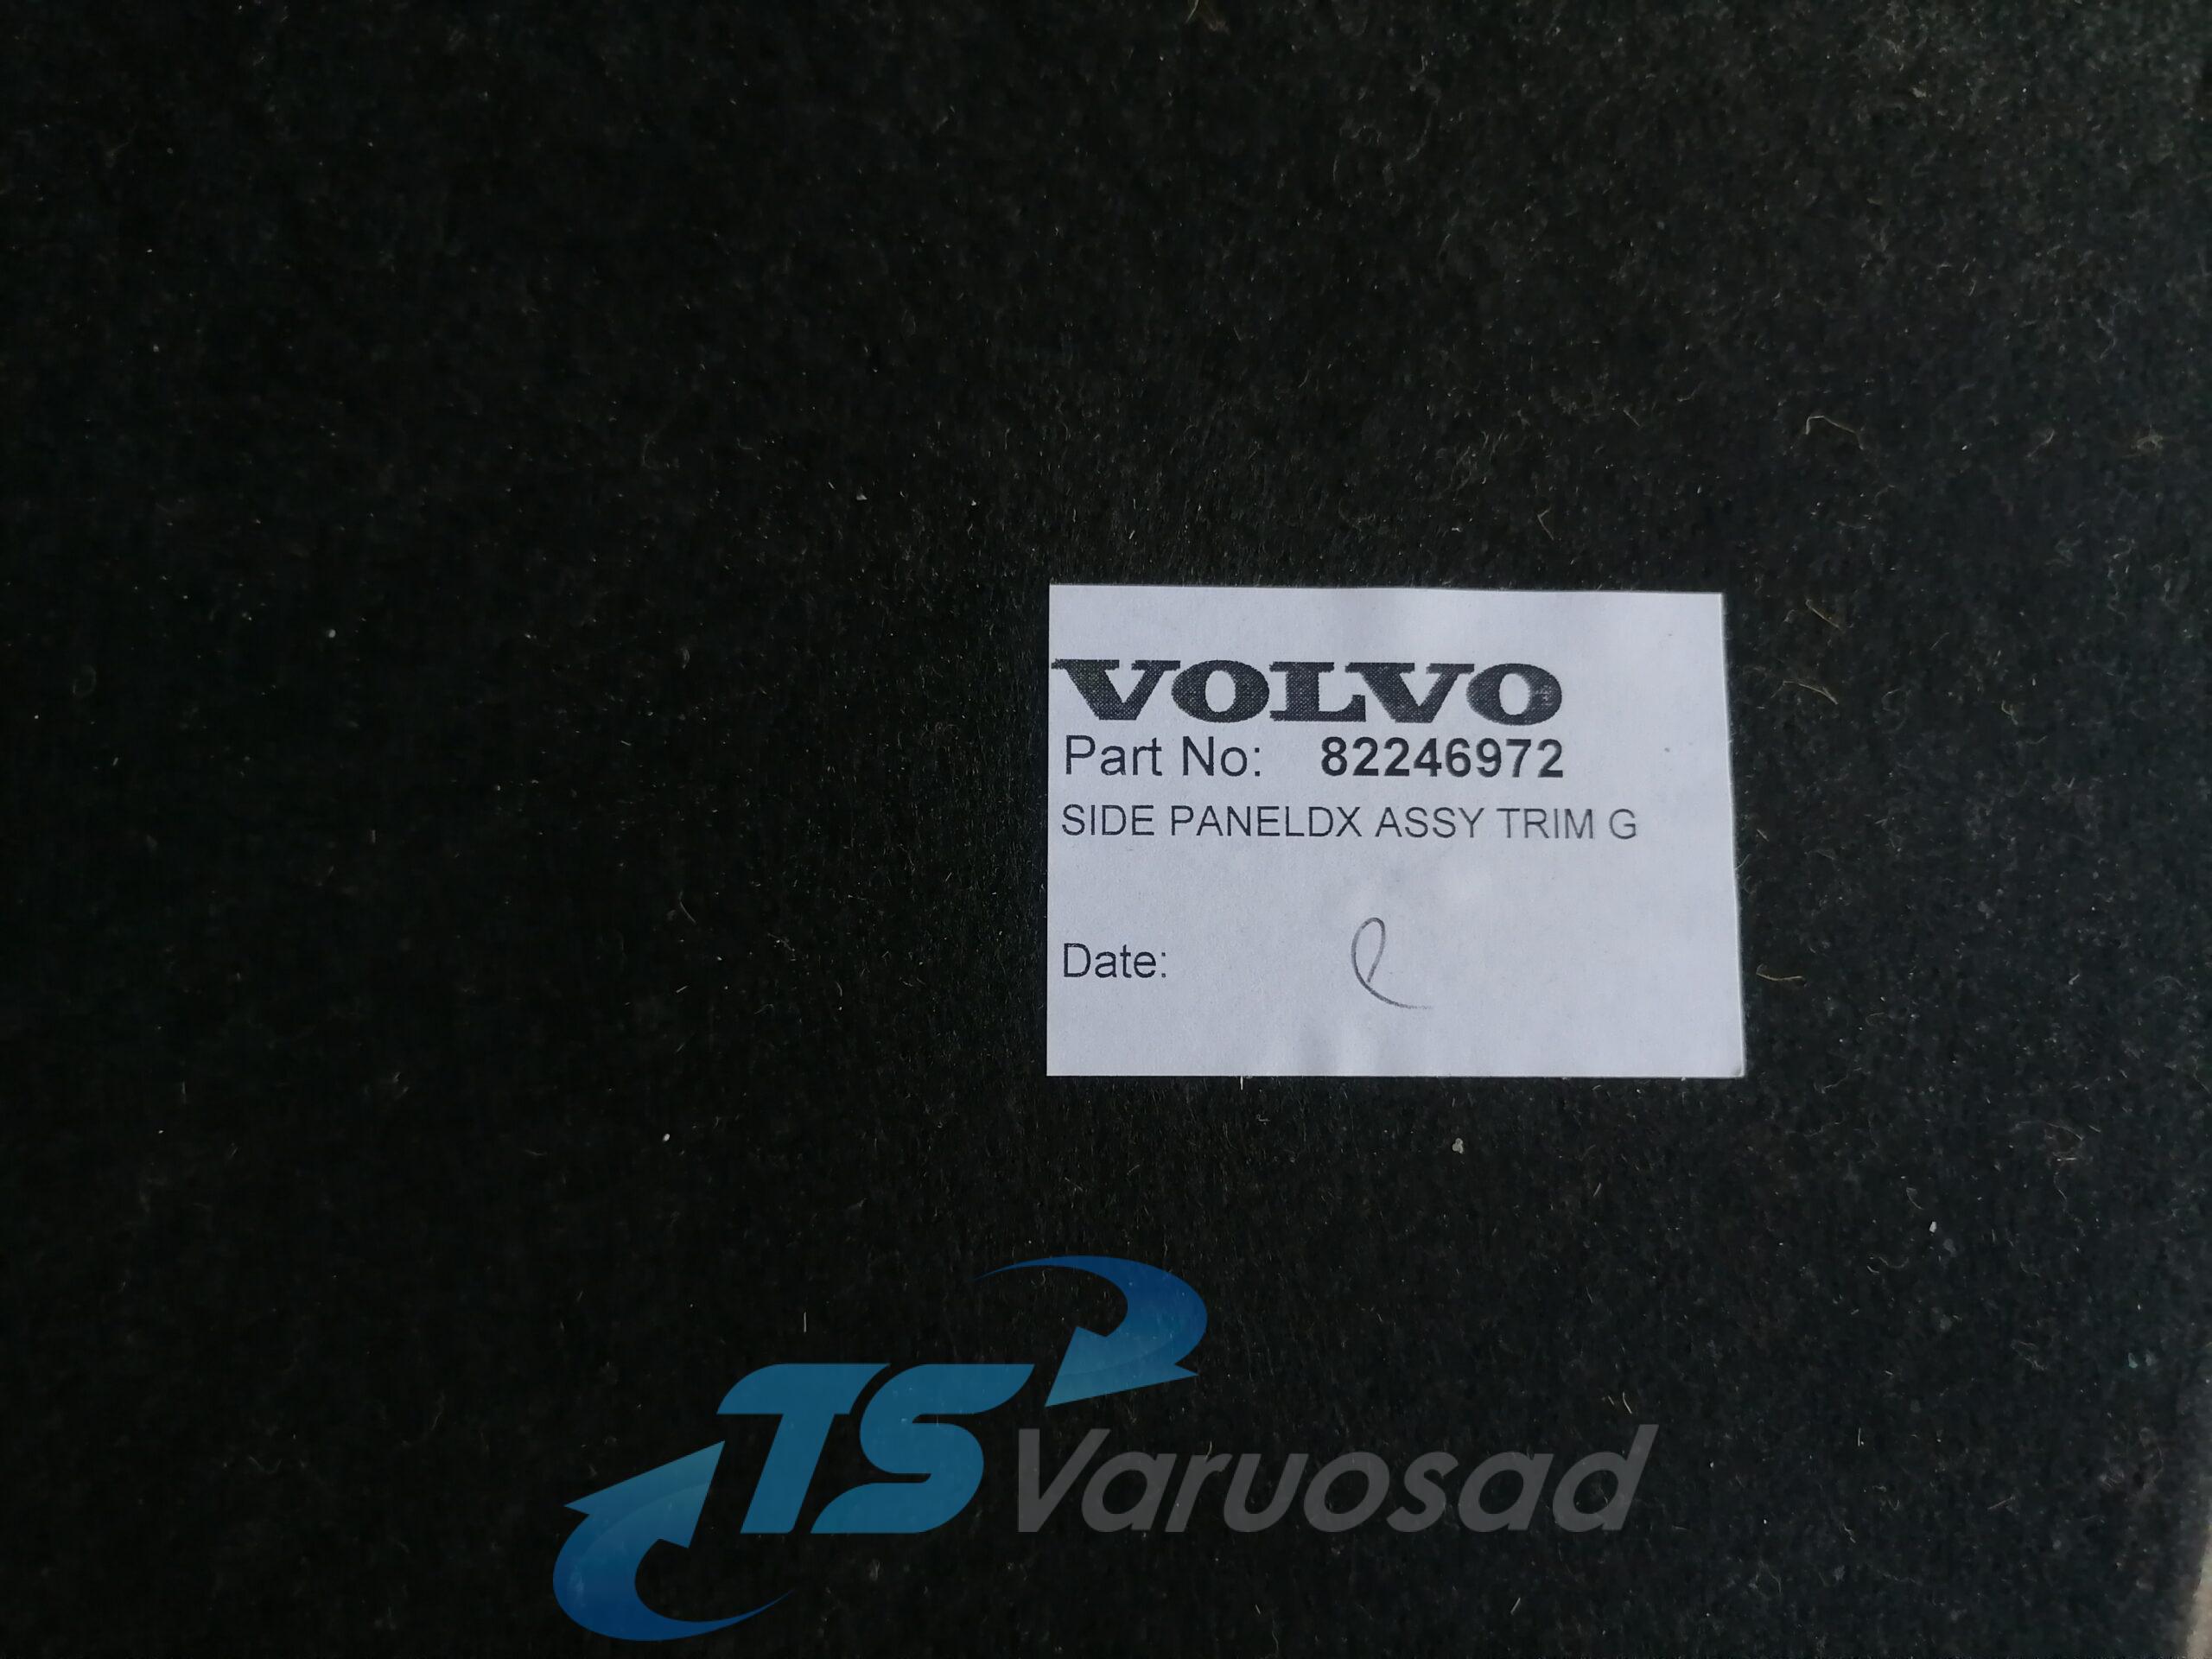 VOLVO
Part No: 82246972
SIDE PANELDX ASSY TRIM G
Date:
TS Varuosad